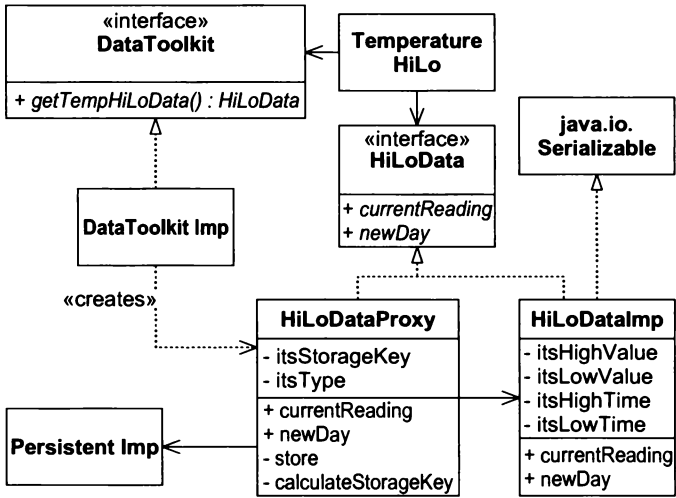 «interface»
DataToolkit
+ getTempHiLoData() : HiLoData
Temperature
HiLo
«interface»
HiLoData
+ currentReading
+ newDay
java.io.
Serializable
DataToolkit Imp
«creates»
HiLoDataProxy
- itsStorageKey
- itsType
+ currentReading
+ newDay
- store
- calculateStorageKey
HiLoDataImp
- itsHighValue
- itsLowValue
- itsHighTime
- itsLowTime
+ currentReading
+ newDay
Persistent Imp